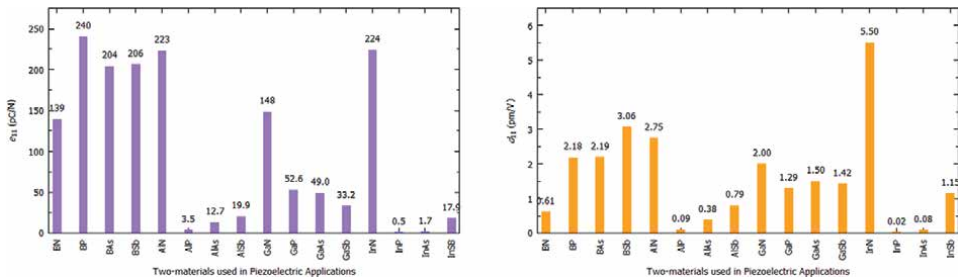 250
200
150
100
50
0
e11 (pC/N)
139
240
204
206
223
3.5
12.7
19.9
148
52.6
49.0
33.2
224
0.5
1.7
17.9
BN
BP
BAs
BSb
AlN
AlP
AlAs
AlSb
GaN
GaP
GaAs
GaSb
InN
InP
InAs
InSb
Two-materials used in Piezoelectric Applications
6
5
4
3
2
1
0
d11 (pm/V)
0.61
2.18
2.19
3.06
2.75
0.09
0.38
0.79
2.00
1.29
1.50
1.42
5.50
0.02
0.08
1.15
BN
BP
BAs
BSb
AlN
AlP
AlAs
AlSb
GaN
GaP
GaAs
GaSb
InN
InP
InAs
InSb
Two-materials used in Piezoelectric Applications